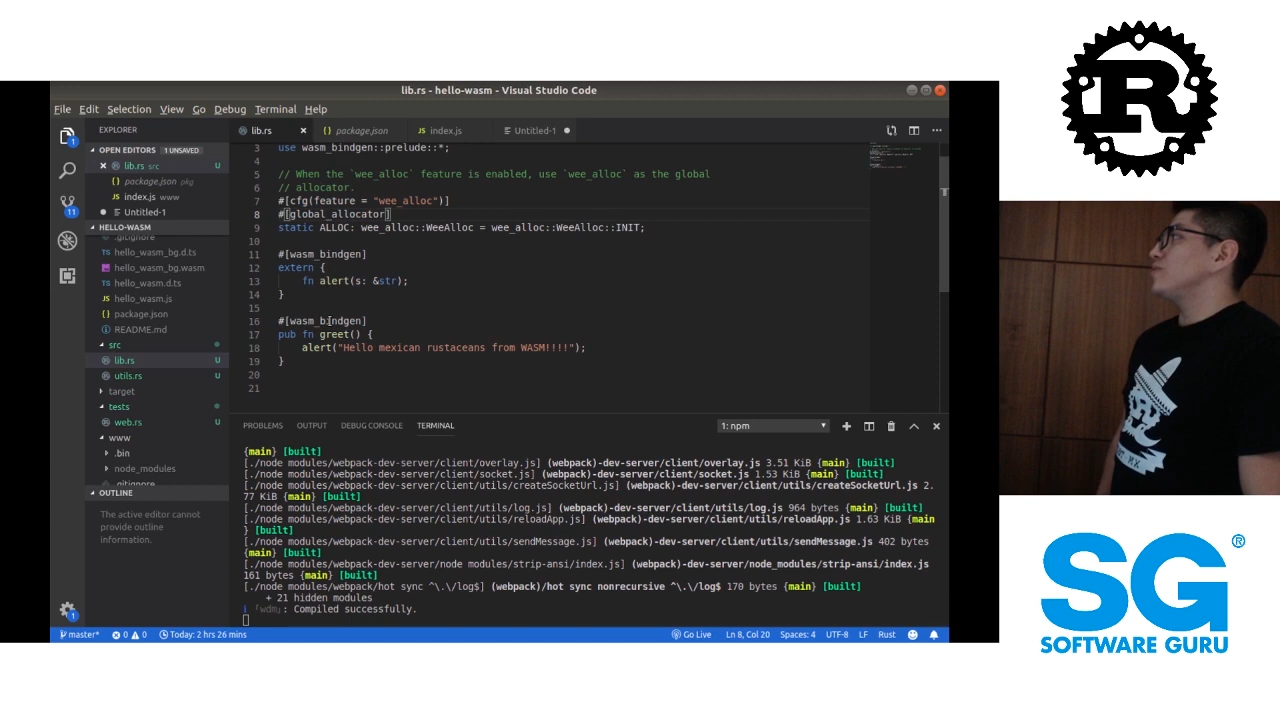 lib.rs - hello-wasm - Visual Studio Code
File Edit Selection View Go Debug Terminal Help
EXPLORER
OPEN EDITORS 1 UNSAVED
lib.rs src U
package.json pkg
index.js www
Untitled-1
HELLO-WASM
.gitignore
hello_wasm_bg.d.ts
hello_wasm_bg.wasm
hello_wasm.d.ts
hello_wasm.js
package.json
README.md
src
lib.rs U
utils.rs U
target
tests
web.rs U
www
.bin
node_modules
.gitignore
OUTLINE
The active editor cannot
provide outline
information.
lib.rs package.json index.js Untitled-1
3 use wasm_bindgen::prelude::*;
4
5 // When the `wee_alloc` feature is enabled, use `wee_alloc` as the global
6 // allocator.
7 #[cfg(feature = "wee_alloc")]
8 #[global_allocator]
9 static ALLOC: wee_alloc::WeeAlloc = wee_alloc::WeeAlloc::INIT;
10
11 #[wasm_bindgen]
12 extern {
13 fn alert(s: &str);
14 }
15
16 #[wasm_bindgen]
17 pub fn greet() {
18 alert("Hello mexican rustaceans from WASM!!!!");
19 }
20
21
PROBLEMS OUTPUT DEBUG CONSOLE TERMINAL 1: npm
{main} [built]
[./node_modules/webpack-dev-server/client/overlay.js] (webpack)-dev-server/client/overlay.js 3.51 KiB {main} [built]
[./node_modules/webpack-dev-server/client/socket.js] (webpack)-dev-server/client/socket.js 1.53 KiB {main} [built]
[./node_modules/webpack-dev-server/client/utils/createSocketUrl.js] (webpack)-dev-server/client/utils/createSocketUrl.js 2.
77 KiB {main} [built]
[./node_modules/webpack-dev-server/client/utils/log.js] (webpack)-dev-server/client/utils/log.js 964 bytes {main} [built]
[./node_modules/webpack-dev-server/client/utils/reloadApp.js] (webpack)-dev-server/client/utils/reloadApp.js 1.63 KiB {main
} [built]
[./node_modules/webpack-dev-server/client/utils/sendMessage.js] (webpack)-dev-server/client/utils/sendMessage.js 402 bytes
{main} [built]
[./node_modules/webpack-dev-server/node_modules/strip-ansi/index.js] (webpack)-dev-server/node_modules/strip-ansi/index.js
161 bytes {main} [built]
[./node_modules/webpack/hot sync ^\.\/log$] (webpack)/hot sync nonrecursive ^\.\/log$ 170 bytes {main} [built]
+ 21 hidden modules
i ｢wdm｣: Compiled successfully.
master* 0 0 Today: 2 hrs 26 mins Go Live Ln 8, Col 20 Spaces: 4 UTF-8 LF Rust
1
11
1
R
SG®
SOFTWARE GURU